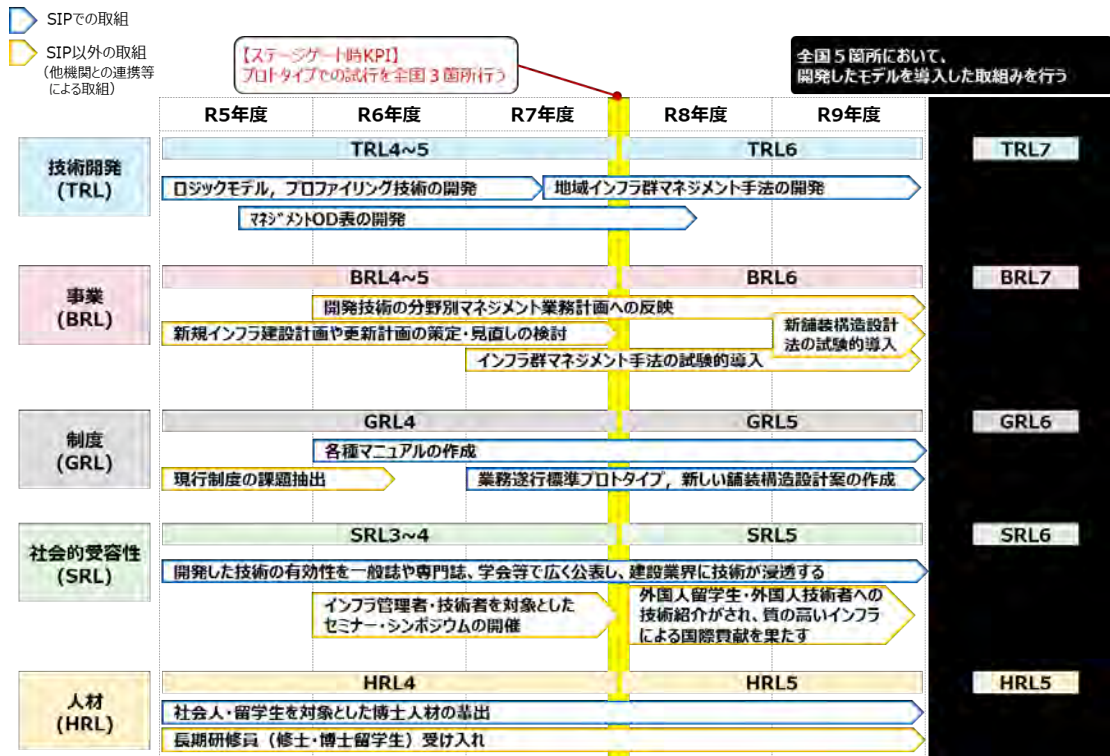 SIPでの取組
SIP以外の取組
(他機関との連携等
による取組)
【ステージゲート時KPI】
プロトタイプでの試行を全国3箇所行う
全国5箇所において、
開発したモデルを導入した取組みを行う
R5年度
R6年度
R7年度
R8年度
R9年度
技術開発
(TRL)
TRL4~5
TRL6
TRL7
ロジックモデル，プロファイリング技術の開発
地域インフラ群マネジメント手法の開発
ﾏﾈｼﾞﾒﾝﾄOD表の開発
事業
(BRL)
BRL4~5
BRL6
BRL7
開発技術の分野別マネジメント業務計画への反映
新規インフラ建設計画や更新計画の策定・見直しの検討
新舗装構造設計
法の試験的導入
インフラ群マネジメント手法の試験的導入
制度
(GRL)
GRL4
GRL5
GRL6
各種マニュアルの作成
現行制度の課題抽出
業務遂行標準プロトタイプ，新しい舗装構造設計案の作成
社会的受容性
(SRL)
SRL3~4
SRL5
SRL6
開発した技術の有効性を一般誌や専門誌、学会等で広く公表し、建設業界に技術が浸透する
インフラ管理者・技術者を対象とした
セミナー・シンポジウムの開催
外国人留学生・外国人技術者への
技術紹介がされ、質の高いインフラ
による国際貢献を果たす
人材
(HRL)
HRL4
HRL5
HRL5
社会人・留学生を対象とした博士人材の輩出
長期研修員（修士・博士留学生）受け入れ